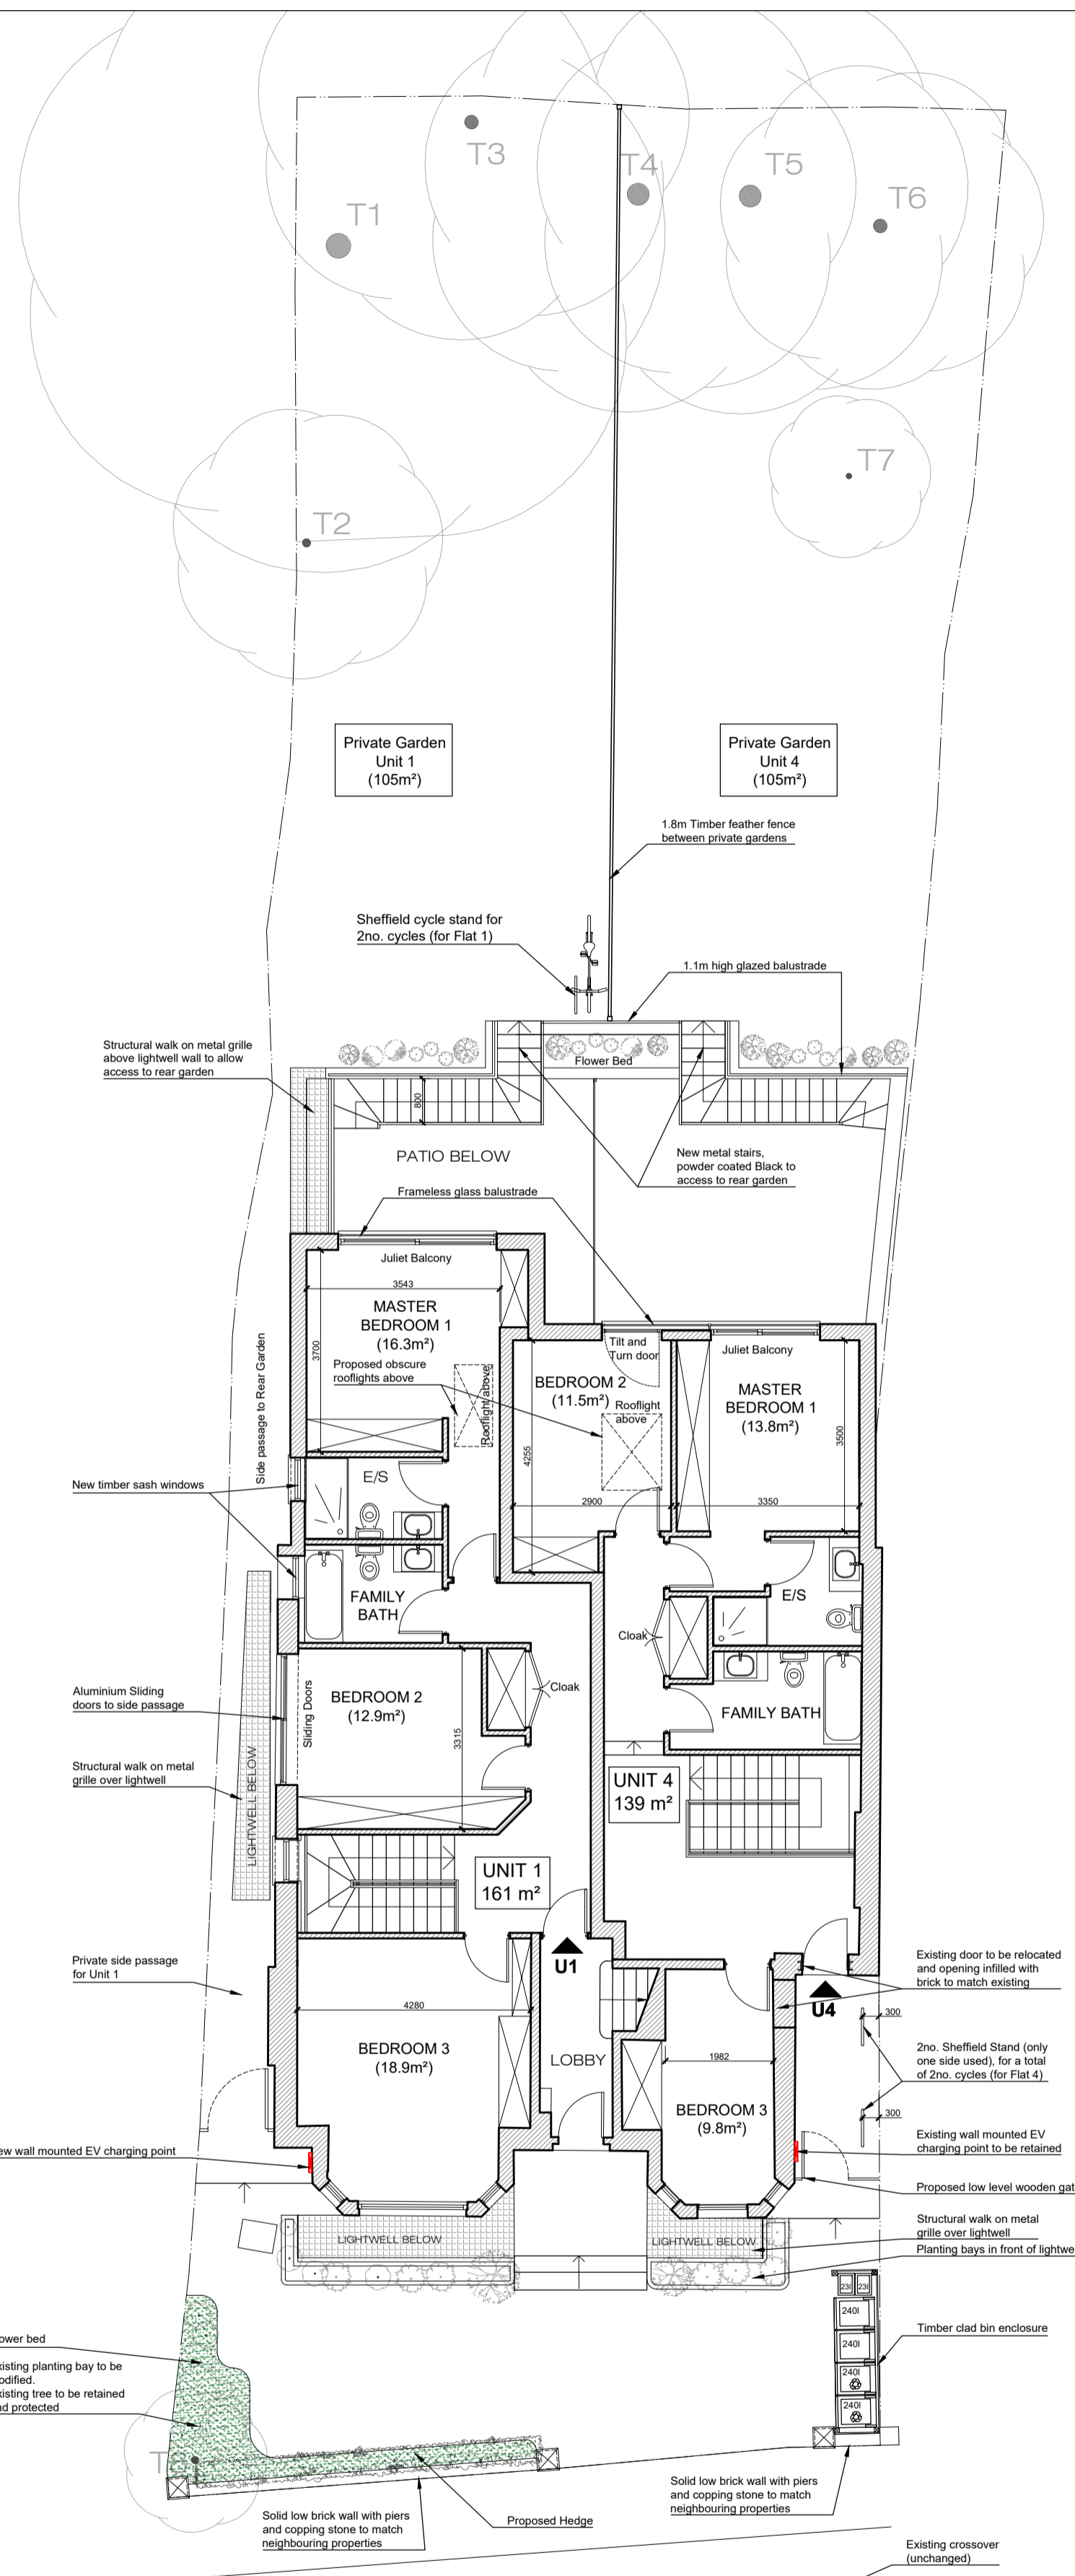 T3
T4
T5
T1
T6
T7
T2
Private Garden
Unit 1
(105m²)
Private Garden
Unit 4
(105m²)
1.8m Timber feather fence
between private gardens
Sheffield cycle stand for
2no. cycles (for Flat 1)
1.1m high glazed balustrade
Structural walk on metal grille
above lightwell wall to allow
access to rear garden
Flower Bed
800
PATIO BELOW
New metal stairs,
powder coated Black to
access to rear garden
Frameless glass balustrade
Juliet Balcony
3543
MASTER
BEDROOM 1
(16.3m²)
3700
Proposed obscure
rooflights above
Rooflight above
Side passage to Rear Garden
Tilt and
Turn door
BEDROOM 2
(11.5m²)
Rooflight
above
4255
2900
Juliet Balcony
MASTER
BEDROOM 1
(13.8m²)
3500
3350
New timber sash windows
E/S
FAMILY
BATH
E/S
Cloak
FAMILY BATH
Aluminium Sliding
doors to side passage
Sliding Doors
BEDROOM 2
(12.9m²)
3315
Cloak
Structural walk on metal
grille over lightwell
LIGHTWELL BELOW
UNIT 4
139 m²
UNIT 1
161 m²
Private side passage
for Unit 1
U1
U4
Existing door to be relocated
and opening infilled with
brick to match existing
4280
BEDROOM 3
(18.9m²)
LOBBY
1982
BEDROOM 3
(9.8m²)
300
2no. Sheffield Stand (only
one side used), for a total
of 2no. cycles (for Flat 4)
300
ew wall mounted EV charging point
Existing wall mounted EV
charging point to be retained
Proposed low level wooden gat
Structural walk on metal
grille over lightwell
Planting bays in front of lightwe
LIGHTWELL BELOW
LIGHTWELL BELOW
23l
23l
240l
240l
240l
240l
Timber clad bin enclosure
ower bed
xisting planting bay to be
odified.
xisting tree to be retained
nd protected
T
Solid low brick wall with piers
and copping stone to match
neighbouring properties
Proposed Hedge
Solid low brick wall with piers
and copping stone to match
neighbouring properties
Existing crossover
(unchanged)